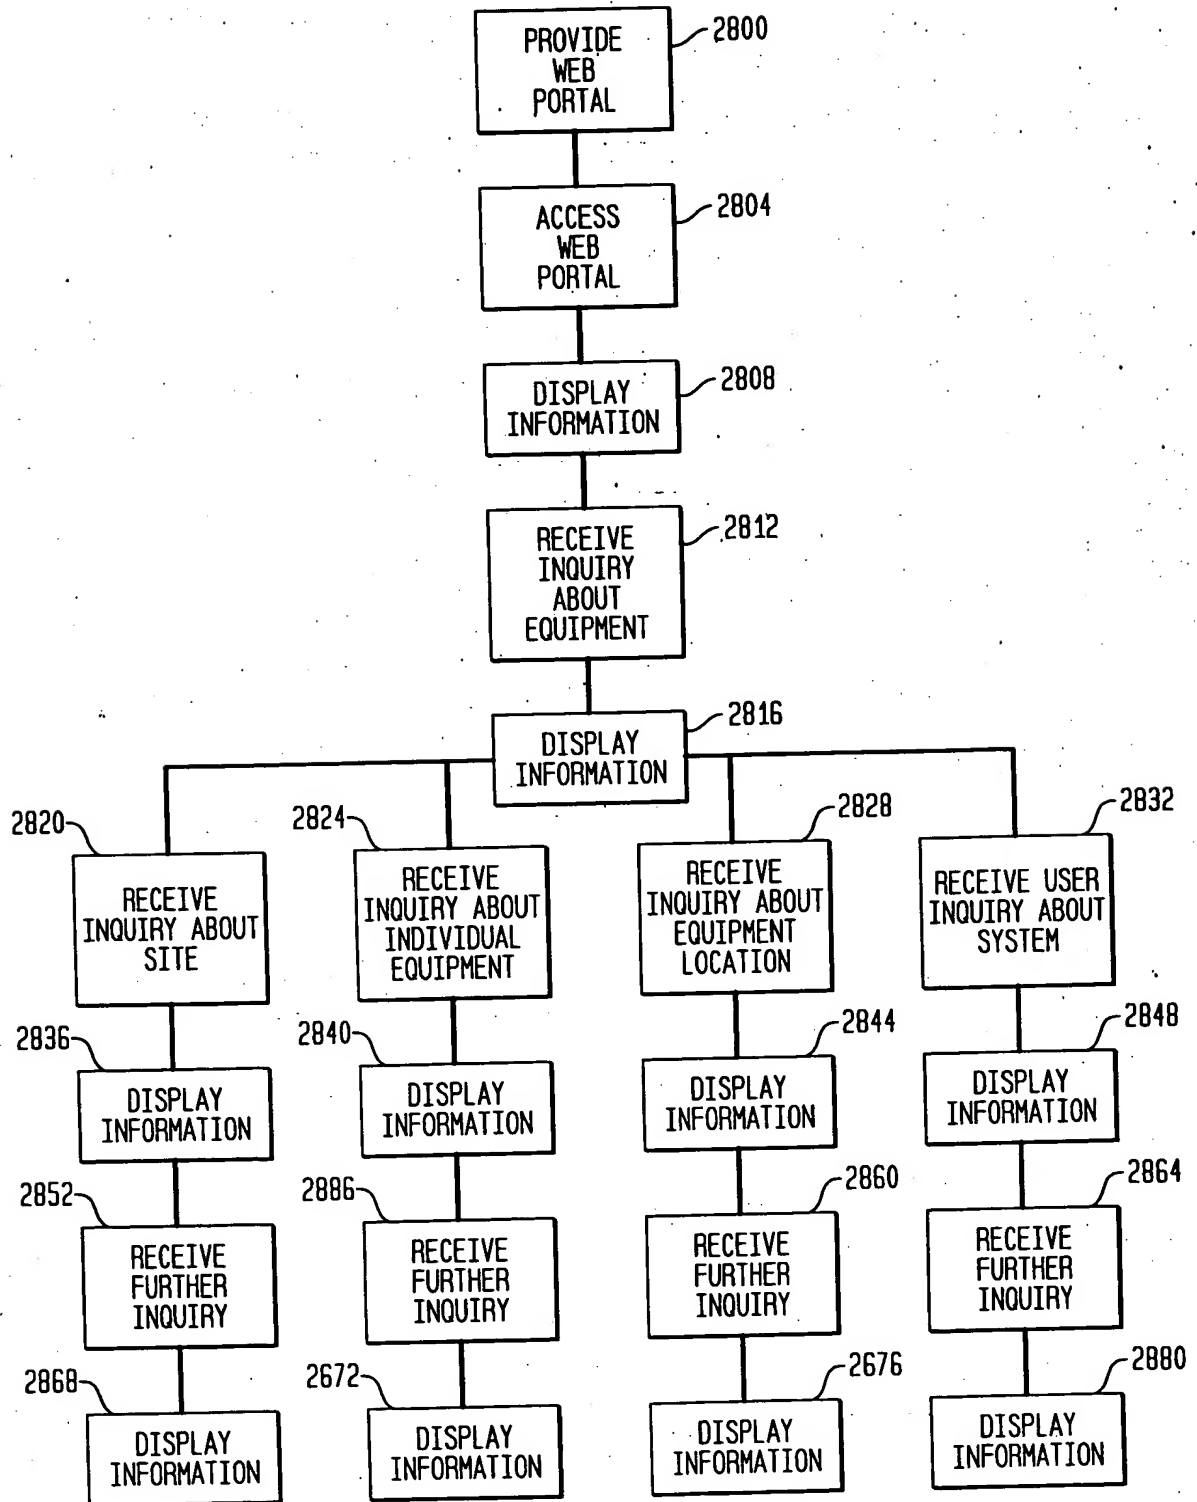 2800
PROVIDE
WEB
PORTAL
2804
ACCESS
WEB
PORTAL
2808
DISPLAY
INFORMATION
2812
RECEIVE
INQUIRY
ABOUT
EQUIPMENT
2816
DISPLAY
INFORMATION
2820
RECEIVE
INQUIRY ABOUT
SITE
2824
RECEIVE
INQUIRY ABOUT
INDIVIDUAL
EQUIPMENT
2828
RECEIVE
INQUIRY ABOUT
EQUIPMENT
LOCATION
2832
RECEIVE USER
INQUIRY ABOUT
SYSTEM
2836
DISPLAY
INFORMATION
2840
DISPLAY
INFORMATION
2844
DISPLAY
INFORMATION
2848
DISPLAY
INFORMATION
2852
RECEIVE
FURTHER
INQUIRY
2886
RECEIVE
FURTHER
INQUIRY
2860
RECEIVE
FURTHER
INQUIRY
2864
RECEIVE
FURTHER
INQUIRY
2868
DISPLAY
INFORMATION
2672
DISPLAY
INFORMATION
2676
DISPLAY
INFORMATION
2880
DISPLAY
INFORMATION